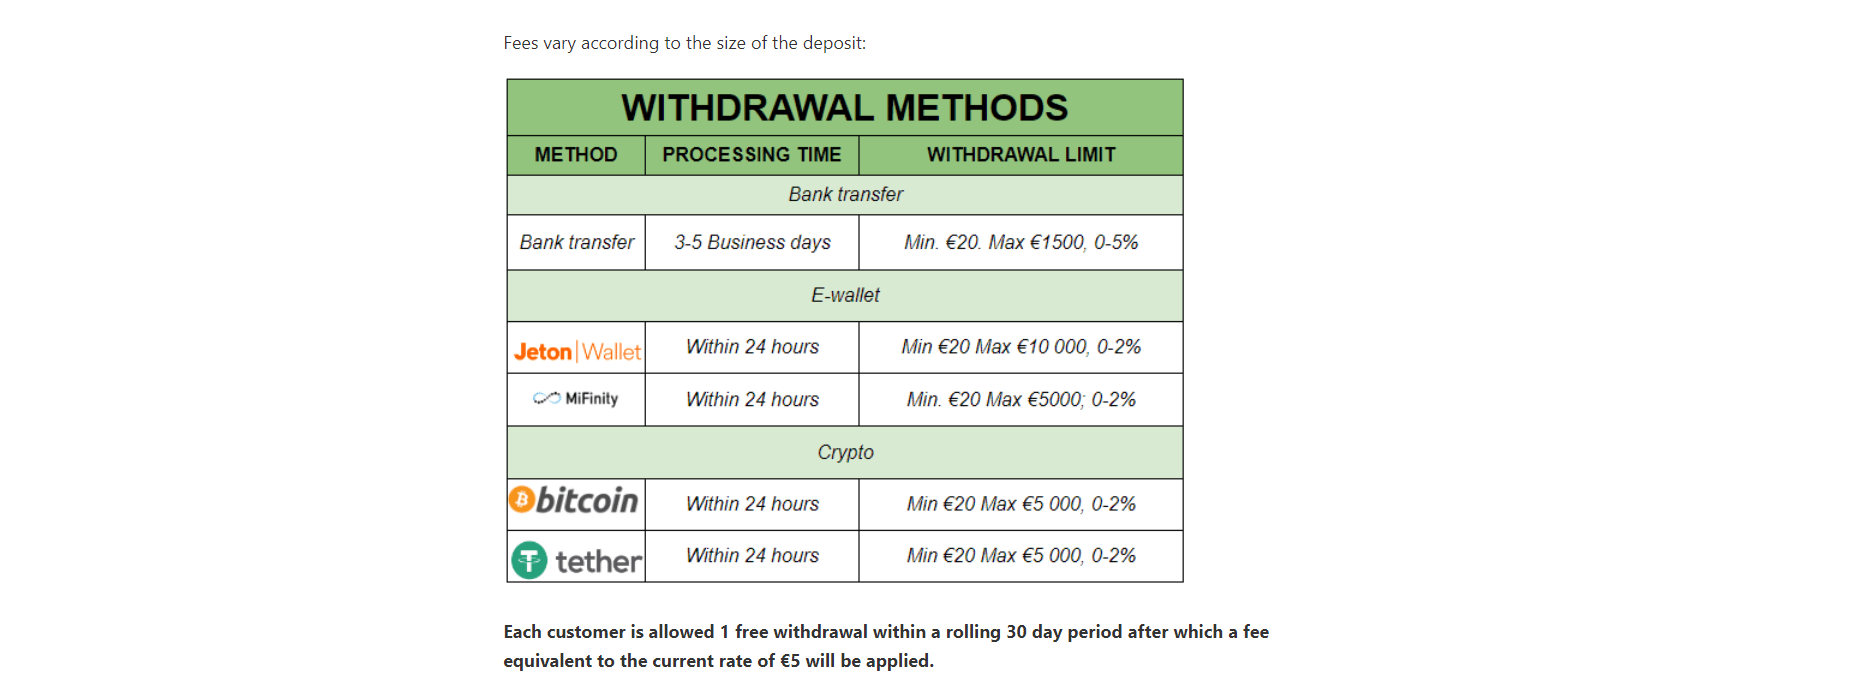 Fees vary according to the size of the deposit:
WITHDRAWAL METHODS
METHOD PROCESSING TIME WITHDRAWAL LIMIT
Bank transfer
Bank transfer 3-5 Business days Min. €20. Max €1500, 0-5%
E-wallet
Jeton|Wallet Within 24 hours Min €20 Max €10 000, 0-2%
MiFinity Within 24 hours Min. €20 Max €5000; 0-2%
Crypto
bitcoin Within 24 hours Min €20 Max €5 000, 0-2%
tether Within 24 hours Min €20 Max €5 000, 0-2%
Each customer is allowed 1 free withdrawal within a rolling 30 day period after which a fee
equivalent to the current rate of €5 will be applied.